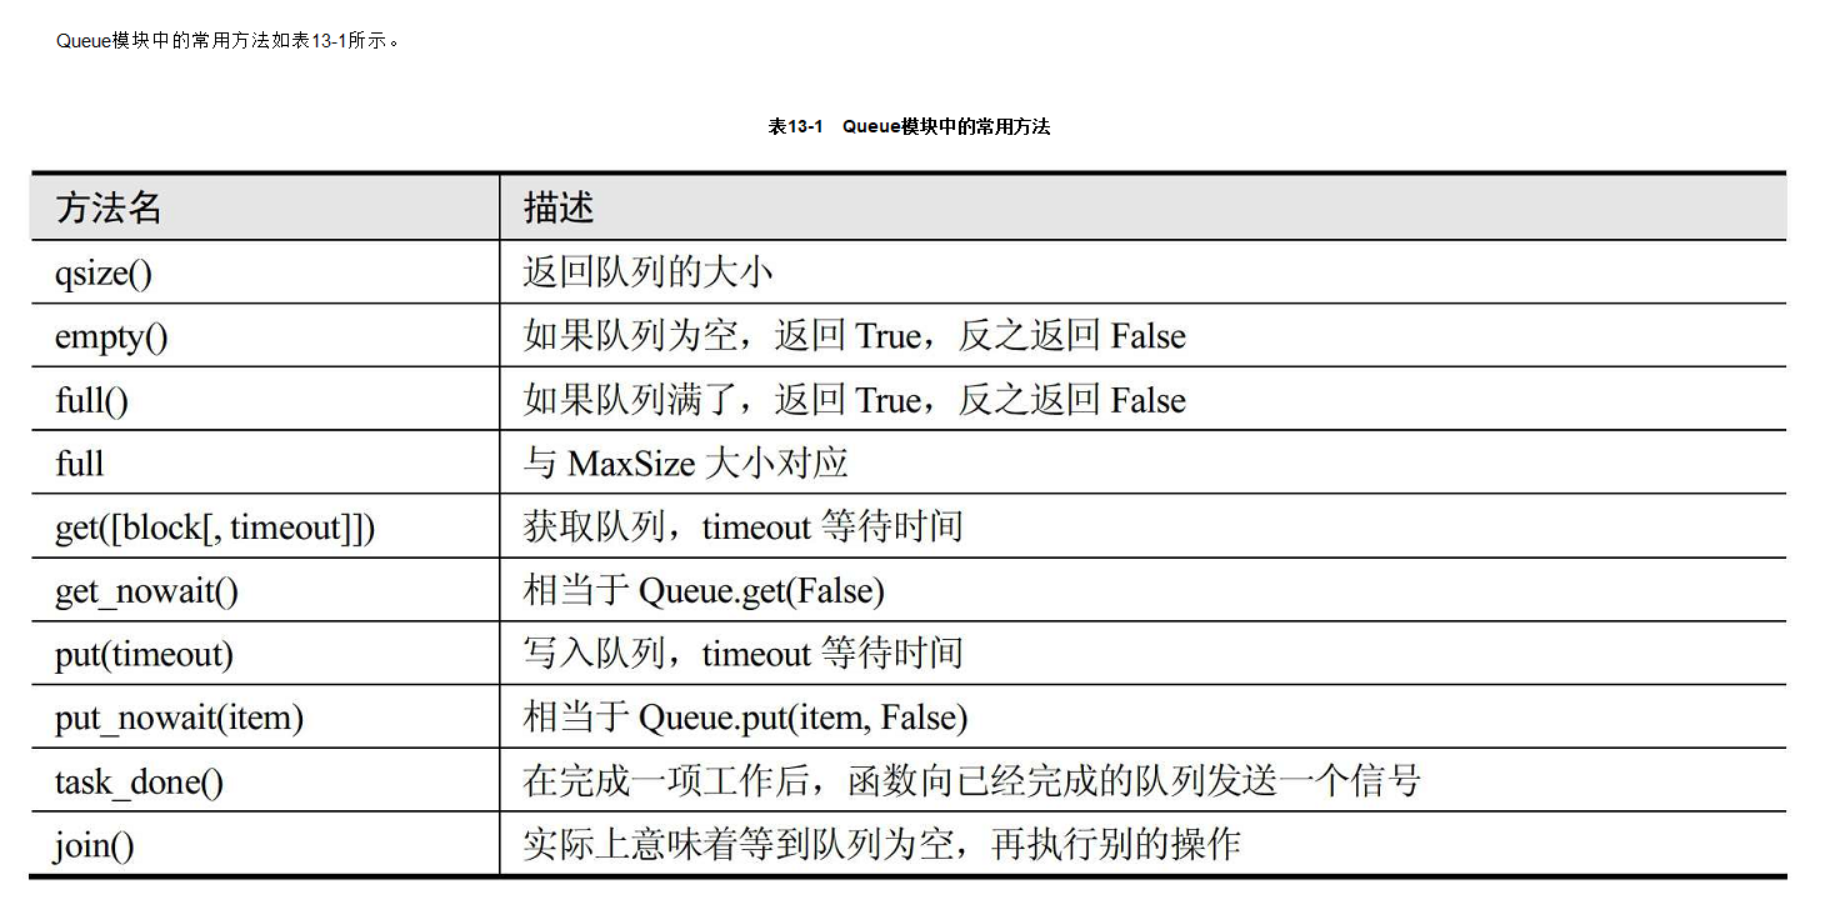 Queue模块中的常用方法如表13-1所示。
表13-1 Queue模块中的常用方法
方法名 描述
qsize() 返回队列的大小
empty() 如果队列为空，返回 True，反之返回 False
full() 如果队列满了，返回 True，反之返回 False
full 与 MaxSize 大小对应
get([block[, timeout]]) 获取队列，timeout 等待时间
get_nowait() 相当于 Queue.get(False)
put(timeout) 写入队列，timeout 等待时间
put_nowait(item) 相当于 Queue.put(item, False)
task_done() 在完成一项工作后，函数向已经完成的队列发送一个信号
join() 实际上意味着等到队列为空，再执行别的操作